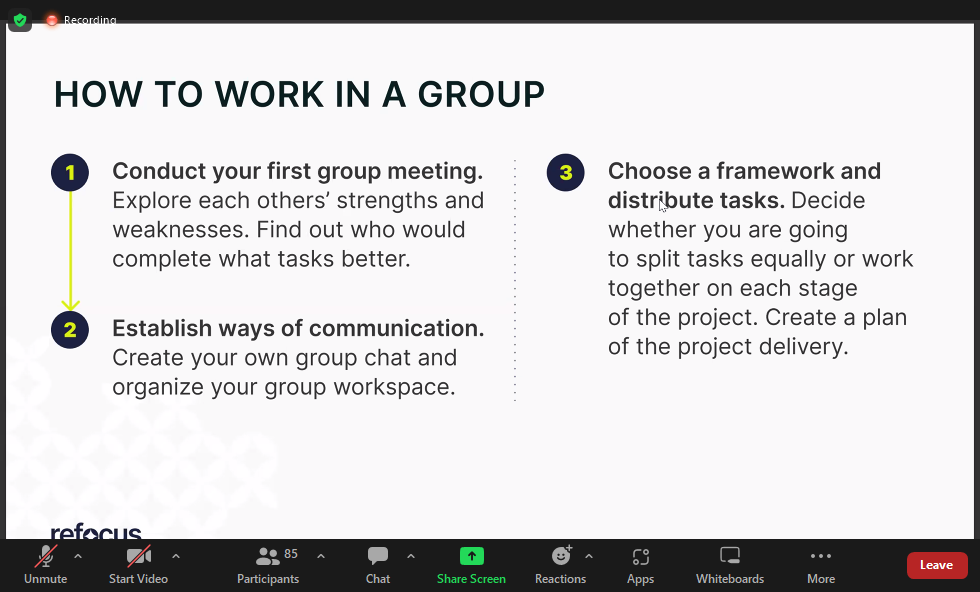 Recording
HOW TO WORK IN A GROUP
1
Conduct your first group meeting.
Explore each others’ strengths and
weaknesses. Find out who would
complete what tasks better.
2
Establish ways of communication.
Create your own group chat and
organize your group workspace.
3
Choose a framework and
distribute tasks. Decide
whether you are going
to split tasks equally or work
together on each stage
of the project. Create a plan
of the project delivery.
refocus
85
Unmute
Start Video
Participants
Chat
Share Screen
Reactions
Apps
Whiteboards
More
Leave